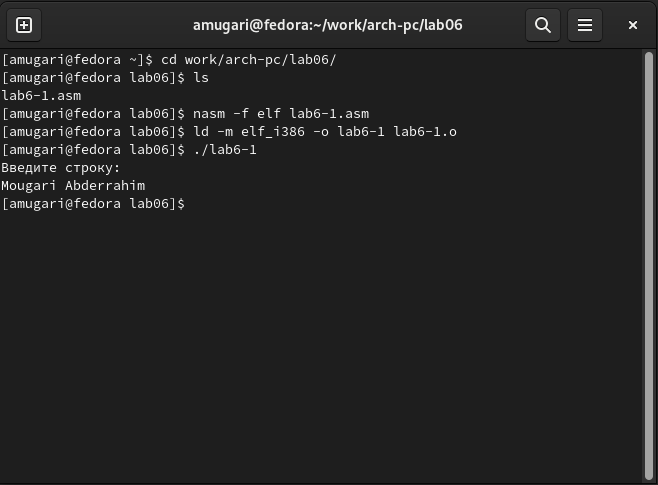 amugari@fedora:~/work/arch-pc/lab06
[amugari@fedora ~]$ cd work/arch-pc/lab06/
[amugari@fedora lab06]$ ls
lab6-1.asm
[amugari@fedora lab06]$ nasm -f elf lab6-1.asm
[amugari@fedora lab06]$ ld -m elf_i386 -o lab6-1 lab6-1.o
[amugari@fedora lab06]$ ./lab6-1
Введите строку:
Mougari Abderrahim
[amugari@fedora lab06]$